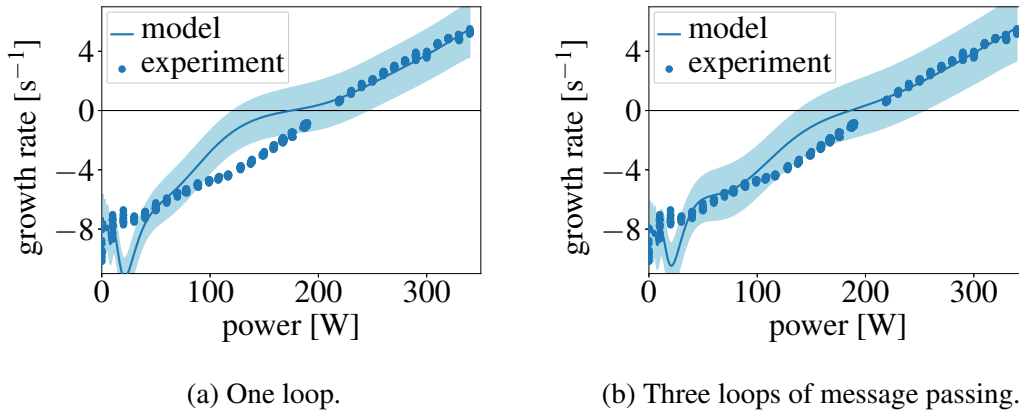 4
0
−4
−8
growth rate [s⁻¹]
model
experiment
0 100 200 300
power [W]
(a) One loop.
4
0
−4
−8
growth rate [s⁻¹]
model
experiment
0 100 200 300
power [W]
(b) Three loops of message passing.